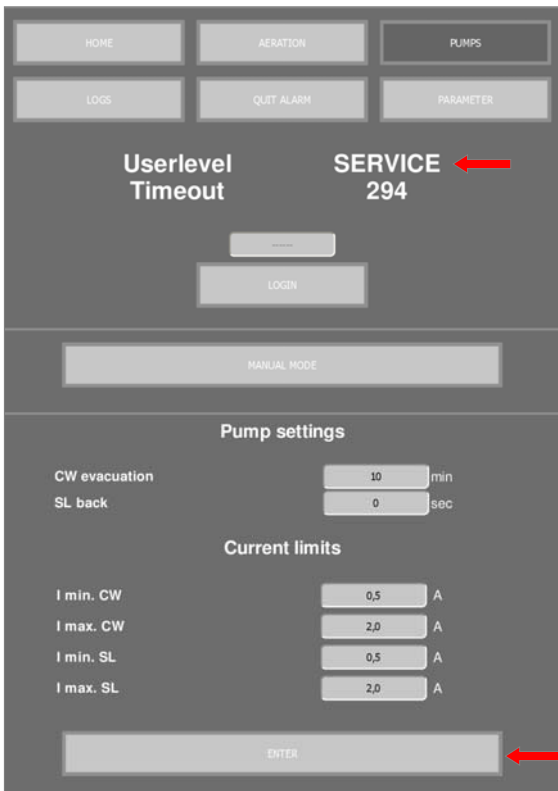 HOME AERATION PUMPS
LOGS QUIT ALARM PARAMETER
Userlevel SERVICE
Timeout 294
------
LOGIN
MANUAL MODE
Pump settings
CW evacuation 10 min
SL back 0 sec
Current limits
I min. CW 0,5 A
I max. CW 2,0 A
I min. SL 0,5 A
I max. SL 2,0 A
ENTER